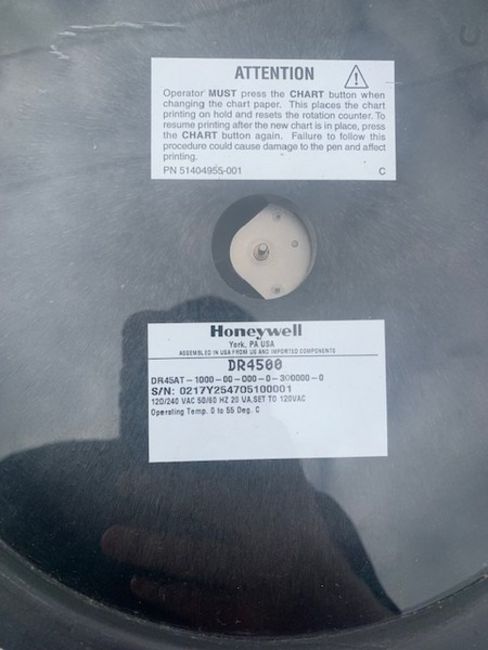 ATTENTION
Operator MUST press the CHART button when
changing the chart paper. This places the chart
printing on hold and resets the rotation counter. To
resume printing after the new chart is in place, press
the CHART button again. Failure to follow this
procedure could cause damage to the pen and affect
printing.
PN 51404955-001 C
Honeywell
York, PA USA
ASSEMBLED IN USA FROM US AND IMPORTED COMPONENTS
DR4500
DR45AT-1000-00-000-0-300000-0
S/N: 0217Y254705100001
120/240 VAC 50/60 HZ 20 VA,SET TO 120VAC
Operating Temp. 0 to 55 Deg. C